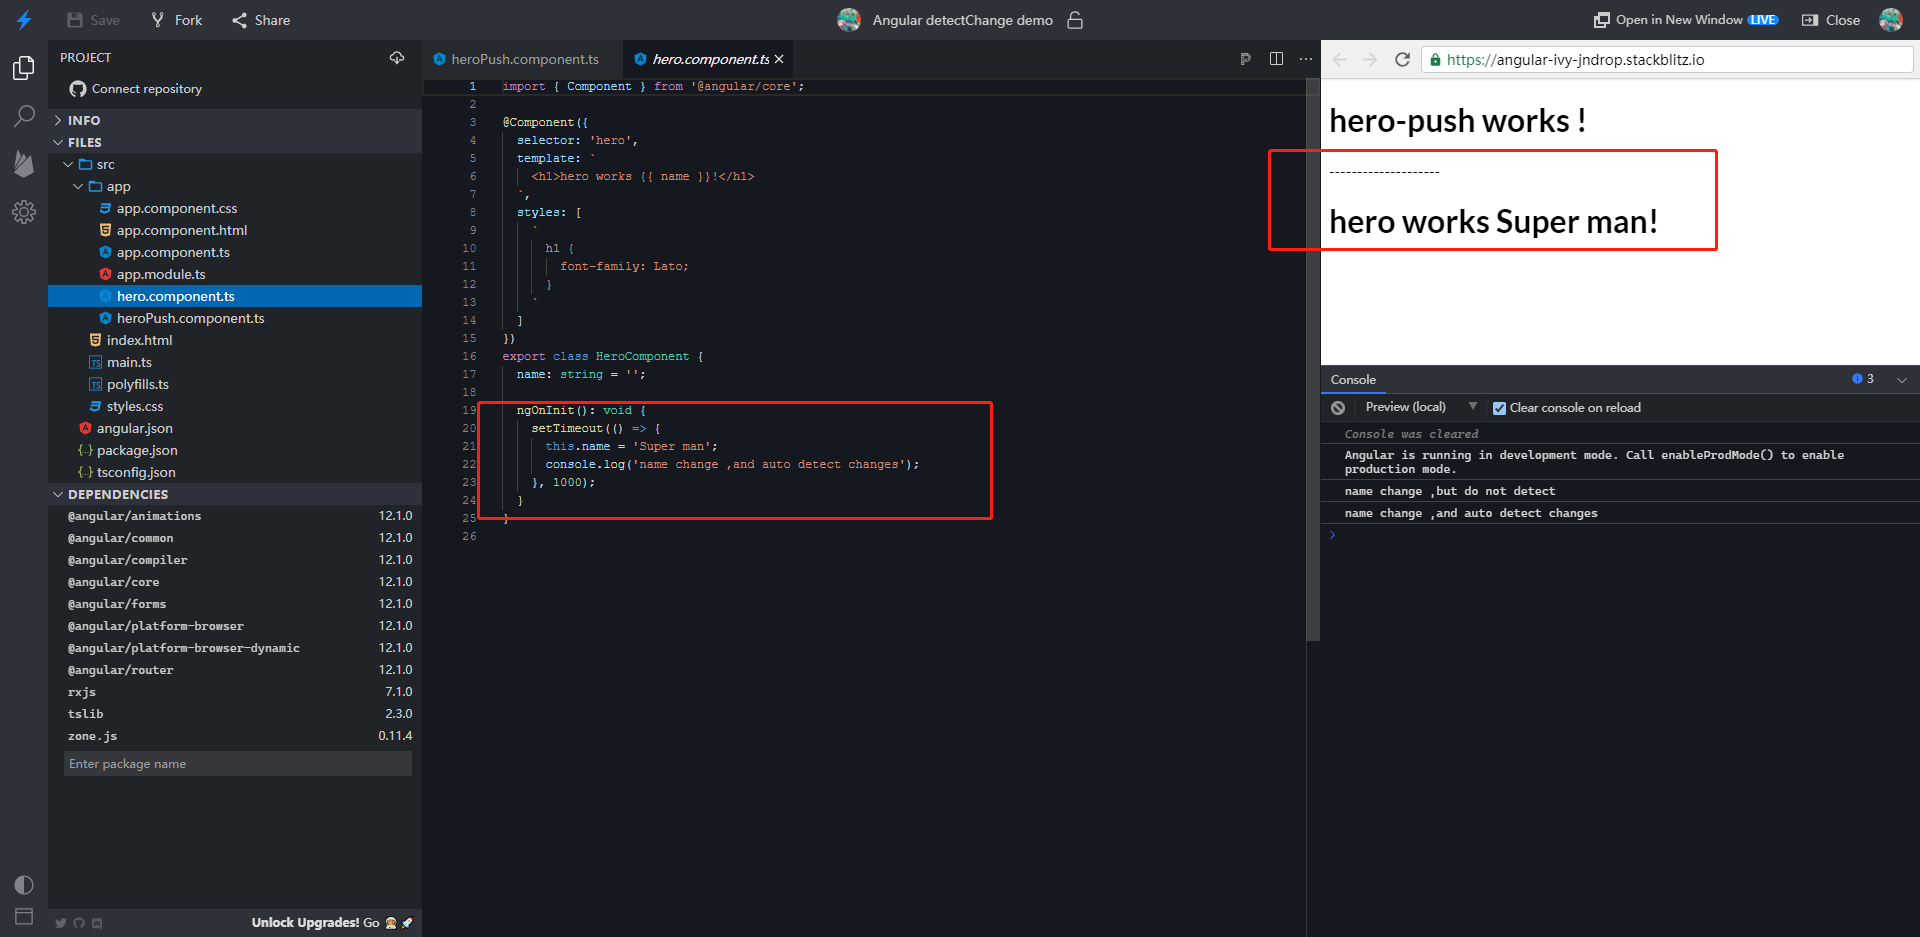 Save
Fork
Share
Angular detectChange demo
Open in New Window
LIVE
Close
PROJECT
Connect repository
INFO
FILES
src
app
app.component.css
app.component.html
app.component.ts
app.module.ts
hero.component.ts
heroPush.component.ts
index.html
main.ts
polyfills.ts
styles.css
angular.json
package.json
tsconfig.json
DEPENDENCIES
@angular/animations 12.1.0
@angular/common 12.1.0
@angular/compiler 12.1.0
@angular/core 12.1.0
@angular/forms 12.1.0
@angular/platform-browser 12.1.0
@angular/platform-browser-dynamic 12.1.0
@angular/router 12.1.0
rxjs 7.1.0
tslib 2.3.0
zone.js 0.11.4
Enter package name
Unlock Upgrades! Go
heroPush.component.ts
hero.component.ts
1 import { Component } from '@angular/core';
2
3 @Component({
4 selector: 'hero',
5 template: `
6 <h1>hero works {{ name }}!</h1>
7 `,
8 styles: [
9 `
10 h1 {
11 font-family: Lato;
12 }
13 `
14 ]
15 })
16 export class HeroComponent {
17 name: string = '';
18
19 ngOnInit(): void {
20 setTimeout(() => {
21 this.name = 'Super man';
22 console.log('name change ,and auto detect changes');
23 }, 1000);
24 }
25 }
26
https://angular-ivy-jndrop.stackblitz.io
hero-push works !
--------------------
hero works Super man!
Console
3
Preview (local)
Clear console on reload
Console was cleared
Angular is running in development mode. Call enableProdMode() to enable
production mode.
name change ,but do not detect
name change ,and auto detect changes